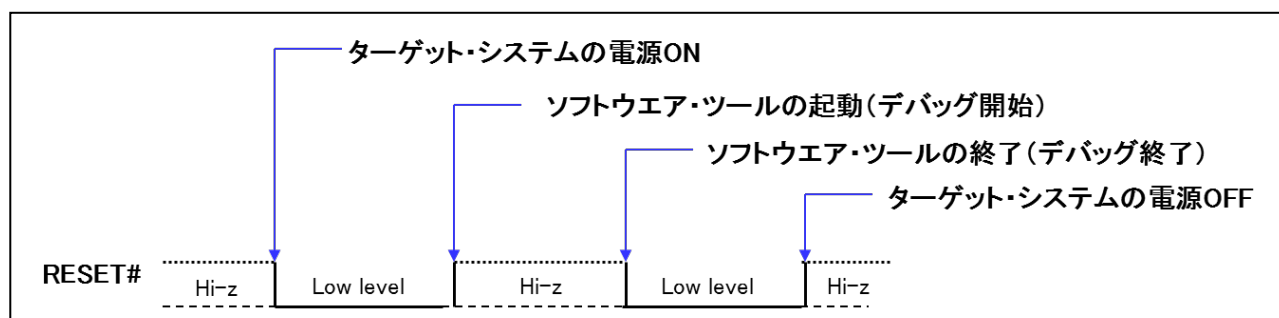 ターゲット・システムの電源ON
ソフトウエア・ツールの起動(デバッグ開始)
ソフトウエア・ツールの終了(デバッグ終了)
ターゲット・システムの電源OFF
RESET#
Hi-z
Low level
Hi-z
Low level
Hi-z